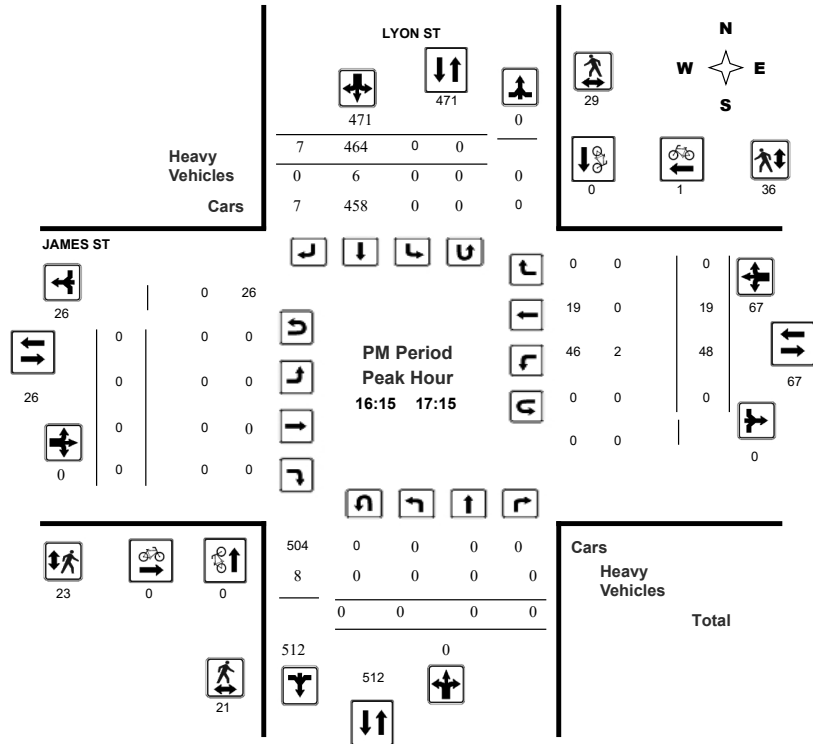 LYON ST
N
W E
S
471
471
0
29
7 464 0 0
Heavy
Vehicles
0 6 0 0 0
0 1 36
Cars
7 458 0 0 0
JAMES ST
26
0 26
0 0 0
19 0 19
67
0 0 0
46 2 48
67
26
0 0 0
0 0 0
0
0 0 0
0 0
0
0 0 0
PM Period
Peak Hour
16:15 17:15
504 0 0 0 0
Cars
8 0 0 0 0
Heavy
Vehicles
23 0 0
0 0 0 0
Total
512 0
512
21